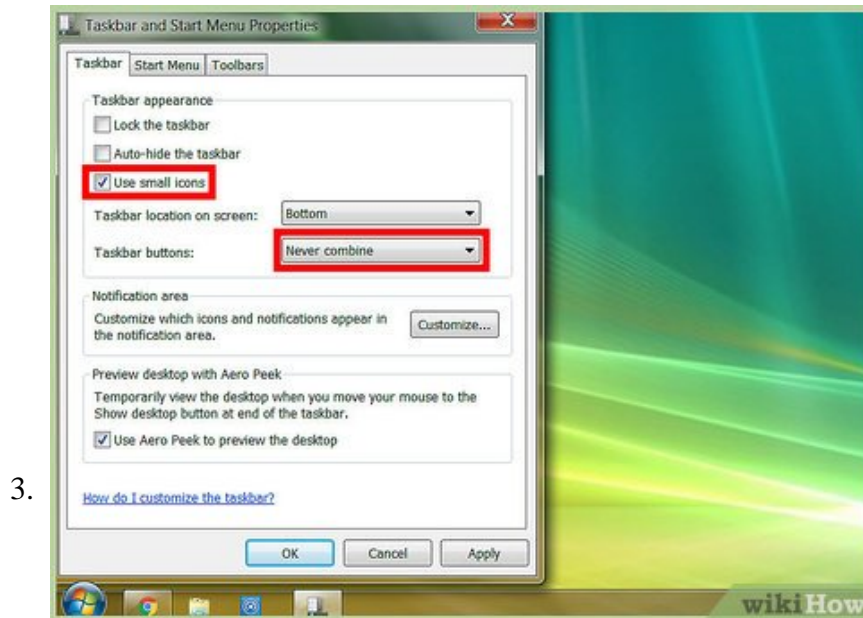 Taskbar and Start Menu Properties
Taskbar
Start Menu
Toolbars
Taskbar appearance
Lock the taskbar
Auto-hide the taskbar
Use small icons
Taskbar location on screen:
Bottom
Taskbar buttons:
Never combine
Notification area
Customize which icons and notifications appear in
the notification area.
Customize...
Preview desktop with Aero Peek
Temporarily view the desktop when you move your mouse to the
Show desktop button at end of the taskbar.
Use Aero Peek to preview the desktop
3.
How do I customize the taskbar?
OK
Cancel
Apply
wikiHow